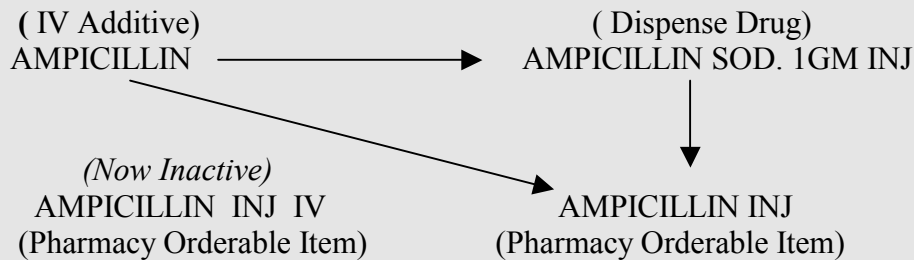 ( IV Additive) ( Dispense Drug)
AMPICILLIN AMPICILLIN SOD. 1GM INJ
(Now Inactive)
AMPICILLIN INJ IV AMPICILLIN INJ
(Pharmacy Orderable Item) (Pharmacy Orderable Item)